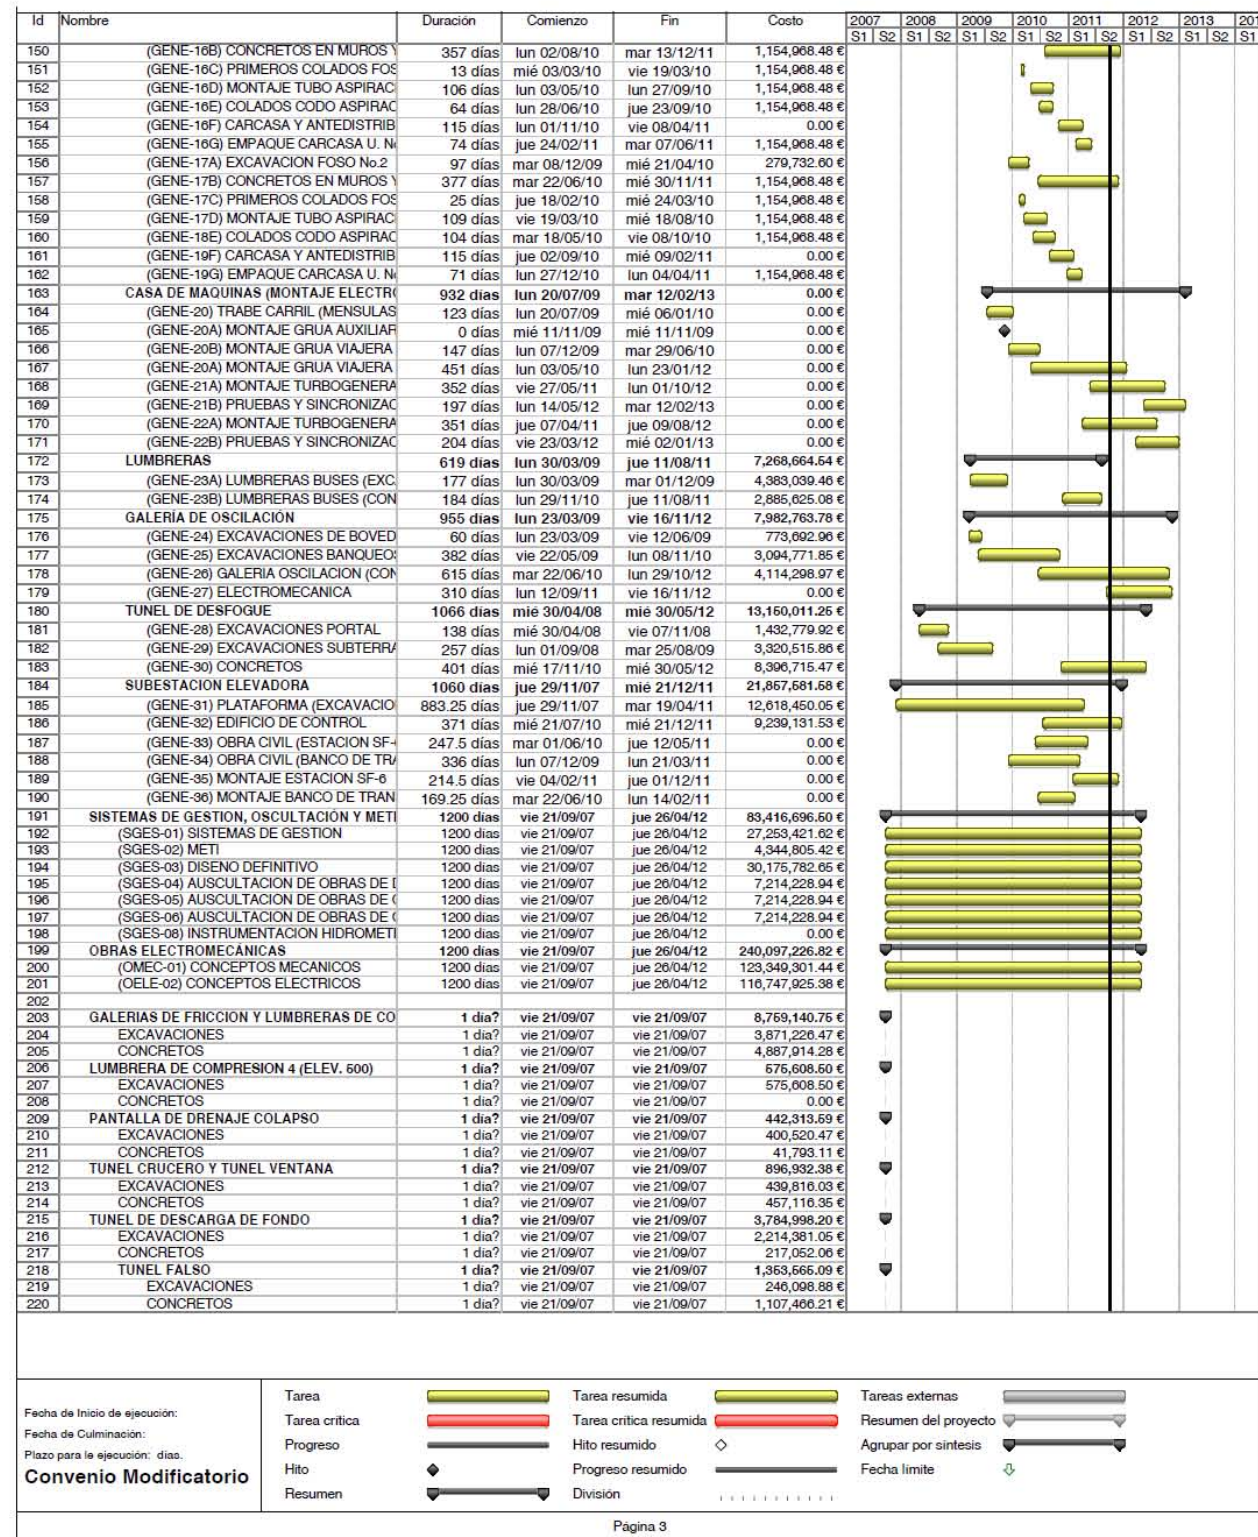 Id Nombre Duración Comienzo Fin Costo 2007 2008 2009 2010 2011 2012 2013 201
S1 S2 S1 S2 S1 S2 S1 S2 S1 S2 S1 S2 S1 S2 S1
150 (GENE-16B) CONCRETOS EN MUROS Y 357 días lun 02/08/10 mar 13/12/11 1,154,968.48 €
151 (GENE-16C) PRIMEROS COLADOS FOS 13 días mié 03/03/10 vie 19/03/10 1,154,968.48 €
152 (GENE-16D) MONTAJE TUBO ASPIRAC 106 días lun 03/05/10 lun 27/09/10 1,154,968.48 €
153 (GENE-16E) COLADOS CODO ASPIRAC 64 días lun 28/06/10 jue 23/09/10 1,154,968.48 €
154 (GENE-16F) CARCASA Y ANTEDISTRIB 115 días lun 01/11/10 vie 08/04/11 0.00 €
155 (GENE-16G) EMPAQUE CARCASA U. No 74 días jue 24/02/11 mar 07/06/11 1,154,968.48 €
156 (GENE-17A) EXCAVACION FOSO No.2 97 días mar 08/12/09 mié 21/04/10 279,732.60 €
157 (GENE-17B) CONCRETOS EN MUROS Y 377 días mar 22/06/10 mié 30/11/11 1,154,968.48 €
158 (GENE-17C) PRIMEROS COLADOS FOS 25 días jue 18/02/10 mié 24/03/10 1,154,968.48 €
159 (GENE-17D) MONTAJE TUBO ASPIRAC 109 días vie 19/03/10 mié 18/08/10 1,154,968.48 €
160 (GENE-18E) COLADOS CODO ASPIRAC 104 días mar 18/05/10 vie 08/10/10 1,154,968.48 €
161 (GENE-19F) CARCASA Y ANTEDISTRIB 115 días jue 02/09/10 mié 09/02/11 0.00 €
162 (GENE-19G) EMPAQUE CARCASA U. No 71 días lun 27/12/10 lun 04/04/11 1,154,968.48 €
163 CASA DE MAQUINAS (MONTAJE ELECTRO 932 días lun 20/07/09 mar 12/02/13 0.00 €
164 (GENE-20) TRABE CARRIL (MENSULAS 123 días lun 20/07/09 mié 06/01/10 0.00 €
165 (GENE-20A) MONTAJE GRUA AUXILIAR 0 días mié 11/11/09 mié 11/11/09 0.00 €
166 (GENE-20B) MONTAJE GRUA VIAJERA 147 días lun 07/12/09 mar 29/06/10 0.00 €
167 (GENE-20A) MONTAJE GRUA VIAJERA 451 días lun 03/05/10 lun 23/01/12 0.00 €
168 (GENE-21A) MONTAJE TURBOGENERA 352 días vie 27/05/11 lun 01/10/12 0.00 €
169 (GENE-21B) PRUEBAS Y SINCRONIZAC 197 días lun 14/05/12 mar 12/02/13 0.00 €
170 (GENE-22A) MONTAJE TURBOGENERA 351 días jue 07/04/11 jue 09/08/12 0.00 €
171 (GENE-22B) PRUEBAS Y SINCRONIZAC 204 días vie 23/03/12 mié 02/01/13 0.00 €
172 LUMBRERAS 619 días lun 30/03/09 jue 11/08/11 7,268,664.54 €
173 (GENE-23A) LUMBRERAS BUSES (EXC. 177 días lun 30/03/09 mar 01/12/09 4,383,039.46 €
174 (GENE-23B) LUMBRERAS BUSES (CON 184 días lun 29/11/10 jue 11/08/11 2,885,625.08 €
175 GALERÍA DE OSCILACIÓN 955 días lun 23/03/09 vie 16/11/12 7,982,763.78 €
176 (GENE-24) EXCAVACIONES DE BOVED 60 días lun 23/03/09 vie 12/06/09 773,692.96 €
177 (GENE-25) EXCAVACIONES BANQUEOS 382 días vie 22/05/09 lun 08/11/10 3,094,771.85 €
178 (GENE-26) GALERIA OSCILACION (CON 615 días mar 22/06/10 lun 29/10/12 4,114,298.97 €
179 (GENE-27) ELECTROMECANICA 310 días lun 12/09/11 vie 16/11/12 0.00 €
180 TUNEL DE DESFOGUE 1066 días mié 30/04/08 mié 30/05/12 13,150,011.25 €
181 (GENE-28) EXCAVACIONES PORTAL 138 días mié 30/04/08 vie 07/11/08 1,432,779.92 €
182 (GENE-29) EXCAVACIONES SUBTERRA 257 días lun 01/09/08 mar 25/08/09 3,320,515.86 €
183 (GENE-30) CONCRETOS 401 días mié 17/11/10 mié 30/05/12 8,396,715.47 €
184 SUBESTACION ELEVADORA 1060 días jue 29/11/07 mié 21/12/11 21,857,581.58 €
185 (GENE-31) PLATAFORMA (EXCAVACIO 883.25 días jue 29/11/07 mar 19/04/11 12,618,450.05 €
186 (GENE-32) EDIFICIO DE CONTROL 371 días mié 21/07/10 mié 21/12/11 9,239,131.53 €
187 (GENE-33) OBRA CIVIL (ESTACION SF- 247.5 días mar 01/06/10 jue 12/05/11 0.00 €
188 (GENE-34) OBRA CIVIL (BANCO DE TRA 336 días lun 07/12/09 lun 21/03/11 0.00 €
189 (GENE-35) MONTAJE ESTACION SF-6 214.5 días vie 04/02/11 jue 01/12/11 0.00 €
190 (GENE-36) MONTAJE BANCO DE TRAN 169.25 días mar 22/06/10 lun 14/02/11 0.00 €
191 SISTEMAS DE GESTION, OSCULTACIÓN Y METI 1200 días vie 21/09/07 jue 26/04/12 83,416,696.50 €
192 (SGES-01) SISTEMAS DE GESTION 1200 días vie 21/09/07 jue 26/04/12 27,253,421.62 €
193 (SGES-02) METI 1200 días vie 21/09/07 jue 26/04/12 4,344,805.42 €
194 (SGES-03) DISENO DEFINITIVO 1200 días vie 21/09/07 jue 26/04/12 30,175,782.65 €
195 (SGES-04) AUSCULTACION DE OBRAS DE 1200 días vie 21/09/07 jue 26/04/12 7,214,228.94 €
196 (SGES-05) AUSCULTACION DE OBRAS DE 1200 días vie 21/09/07 jue 26/04/12 7,214,228.94 €
197 (SGES-06) AUSCULTACION DE OBRAS DE 1200 días vie 21/09/07 jue 26/04/12 7,214,228.94 €
198 (SGES-08) INSTRUMENTACION HIDROMETI 1200 días vie 21/09/07 jue 26/04/12 0.00 €
199 OBRAS ELECTROMECÁNICAS 1200 días vie 21/09/07 jue 26/04/12 240,097,226.82 €
200 (OMEC-01) CONCEPTOS MECANICOS 1200 días vie 21/09/07 jue 26/04/12 123,349,301.44 €
201 (OELE-02) CONCEPTOS ELECTRICOS 1200 días vie 21/09/07 jue 26/04/12 116,747,925.38 €
202
203 GALERIAS DE FRICCION Y LUMBRERAS DE CO 1 día? vie 21/09/07 vie 21/09/07 8,759,140.75 €
204 EXCAVACIONES 1 día? vie 21/09/07 vie 21/09/07 3,871,226.47 €
205 CONCRETOS 1 día? vie 21/09/07 vie 21/09/07 4,887,914.28 €
206 LUMBRERA DE COMPRESION 4 (ELEV. 500) 1 día? vie 21/09/07 vie 21/09/07 575,608.50 €
207 EXCAVACIONES 1 día? vie 21/09/07 vie 21/09/07 575,608.50 €
208 CONCRETOS 1 día? vie 21/09/07 vie 21/09/07 0.00 €
209 PANTALLA DE DRENAJE COLAPSO 1 día? vie 21/09/07 vie 21/09/07 442,313.59 €
210 EXCAVACIONES 1 día? vie 21/09/07 vie 21/09/07 400,520.47 €
211 CONCRETOS 1 día? vie 21/09/07 vie 21/09/07 41,793.11 €
212 TUNEL CRUCERO Y TUNEL VENTANA 1 día? vie 21/09/07 vie 21/09/07 896,932.38 €
213 EXCAVACIONES 1 día? vie 21/09/07 vie 21/09/07 439,816.03 €
214 CONCRETOS 1 día? vie 21/09/07 vie 21/09/07 457,116.35 €
215 TUNEL DE DESCARGA DE FONDO 1 día? vie 21/09/07 vie 21/09/07 3,784,998.20 €
216 EXCAVACIONES 1 día? vie 21/09/07 vie 21/09/07 2,214,381.05 €
217 CONCRETOS 1 día? vie 21/09/07 vie 21/09/07 217,052.06 €
218 TUNEL FALSO 1 día? vie 21/09/07 vie 21/09/07 1,353,565.09 €
219 EXCAVACIONES 1 día? vie 21/09/07 vie 21/09/07 246,098.88 €
220 CONCRETOS 1 día? vie 21/09/07 vie 21/09/07 1,107,466.21 €
Fecha de Inicio de ejecución:
Fecha de Culminación:
Plazo para le ejecución: días.
Convenio Modificatorio
Tarea Tarea resumida Tareas externas
Tarea crítica Tarea crítica resumida Resumen del proyecto
Progreso Hito resumido Agrupar por síntesis
Hito Progreso resumido Fecha límite
Resumen División
Página 3